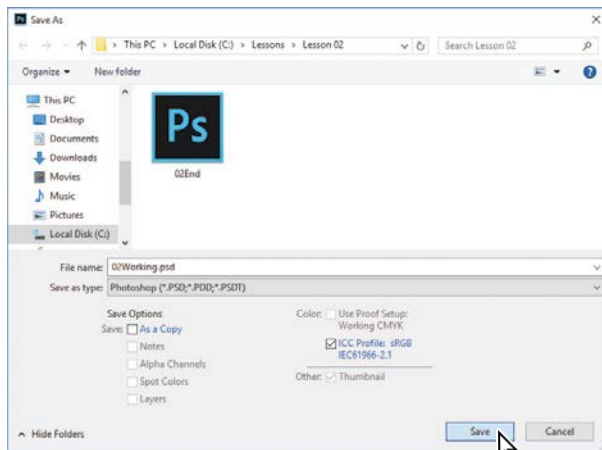 Ps Save As
This PC > Local Disk (C:) > Lessons > Lesson 02
Search Lesson 02
Organize
New folder
This PC
Desktop
Documents
Downloads
Movies
Music
Pictures
Local Disk (C:)
Ps
02End
File name: 02Working.psd
Save as type: Photoshop (*.PSD;*.PDD;*.PSDT)
Save Options
Save: As a Copy
Notes
Alpha Channels
Spot Colors
Layers
Color: Use Proof Setup:
Working CMYK
ICC Profile: sRGB
IEC61966-2.1
Other: Thumbnail
Hide Folders
Save
Cancel